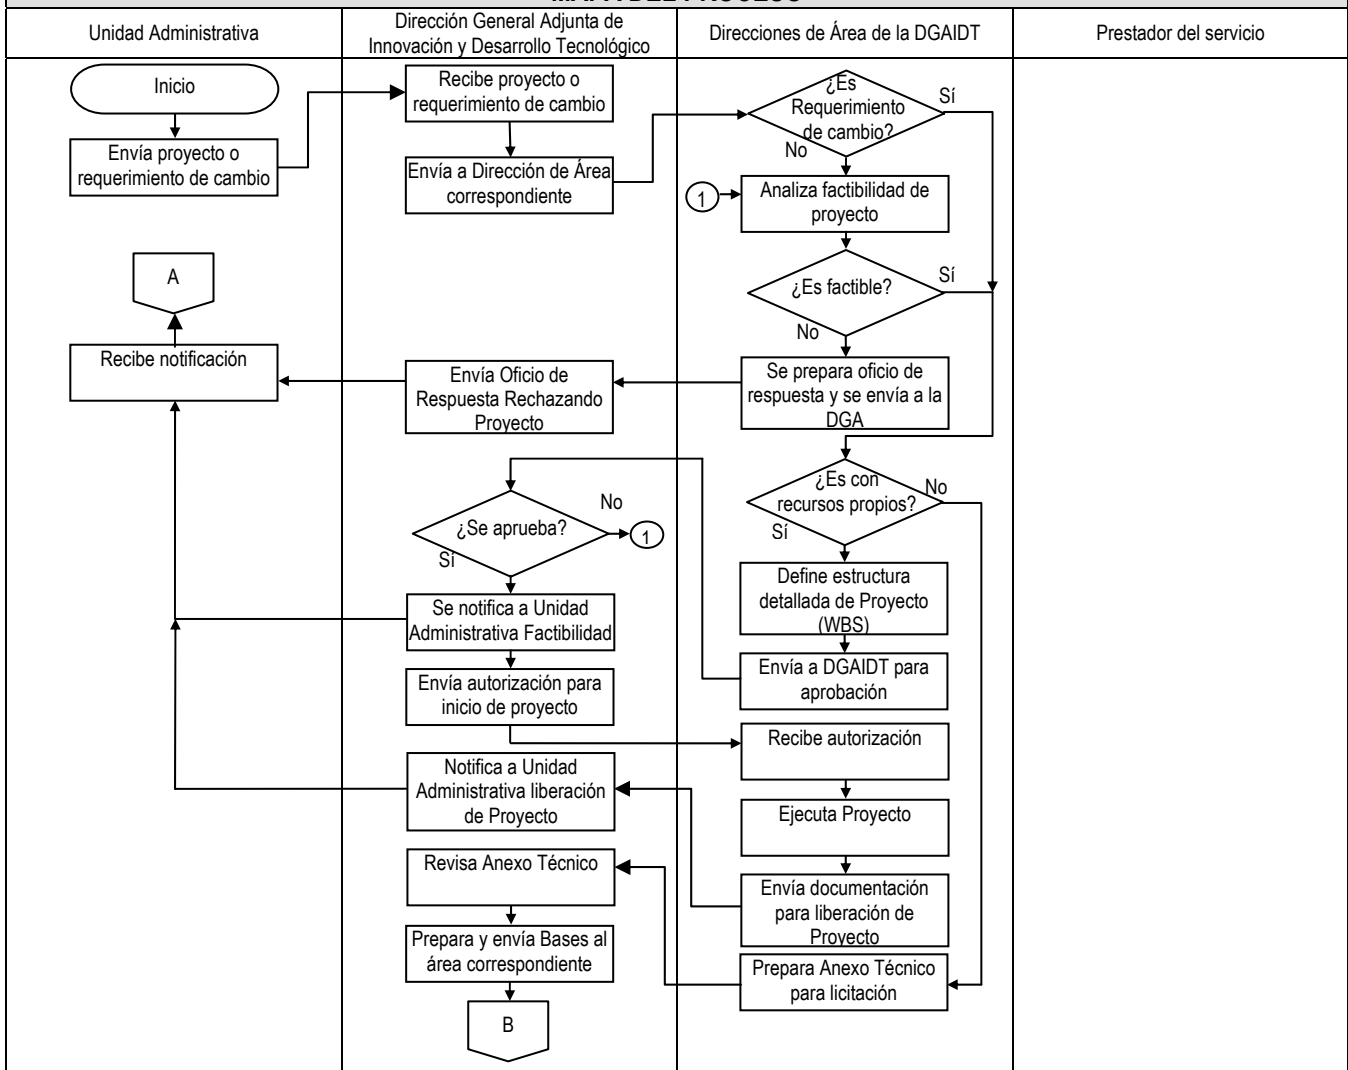 MAPA DEL PROCESO
Unidad Administrativa
Dirección General Adjunta de
Innovación y Desarrollo Tecnológico
Direcciones de Área de la DGAIDT
Prestador del servicio
Inicio
Envía proyecto o
requerimiento de cambio
Recibe proyecto o
requerimiento de cambio
Envía a Dirección de Área
correspondiente
¿Es
Requerimiento
de cambio?
Sí
No
1
Analiza factibilidad de
proyecto
¿Es factible?
Sí
No
A
Recibe notificación
Envía Oficio de
Respuesta Rechazando
Proyecto
Se prepara oficio de
respuesta y se envía a la
DGA
¿Es con
recursos propios?
No
Sí
¿Se aprueba?
No
1
Sí
Define estructura
detallada de Proyecto
(WBS)
Se notifica a Unidad
Administrativa Factibilidad
Envía a DGAIDT para
aprobación
Envía autorización para
inicio de proyecto
Recibe autorización
Notifica a Unidad
Administrativa liberación
de Proyecto
Ejecuta Proyecto
Revisa Anexo Técnico
Envía documentación
para liberación de
Proyecto
Prepara y envía Bases al
área correspondiente
Prepara Anexo Técnico
para licitación
B